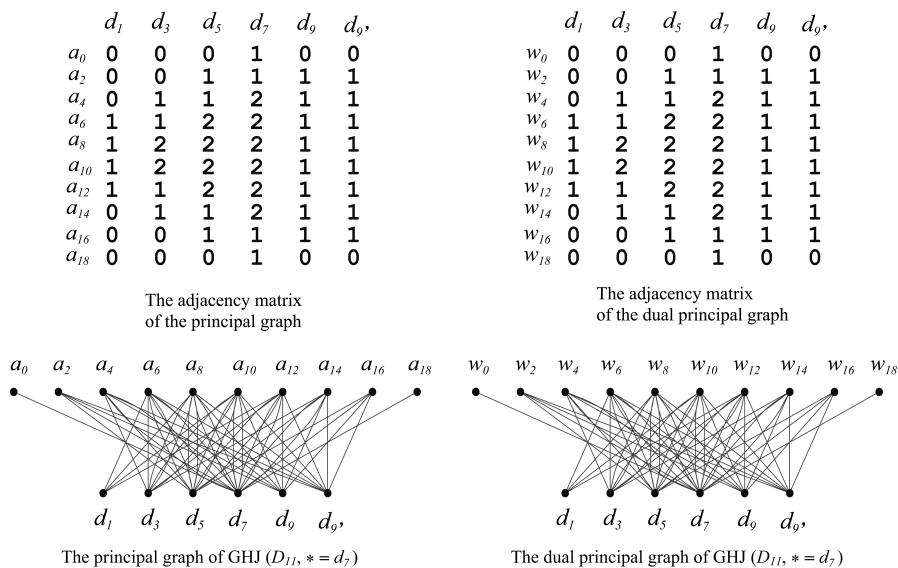 d1 d3 d5 d7 d9 d9'
a0 0 0 0 1 0 0
a2 0 0 1 1 1 1
a4 0 1 1 2 1 1
a6 1 1 2 2 1 1
a8 1 2 2 2 1 1
a10 1 2 2 2 1 1
a12 1 1 2 2 1 1
a14 0 1 1 2 1 1
a16 0 0 1 1 1 1
a18 0 0 0 1 0 0
The adjacency matrix
of the principal graph
d1 d3 d5 d7 d9 d9'
w0 0 0 0 1 0 0
w2 0 0 1 1 1 1
w4 0 1 1 2 1 1
w6 1 1 2 2 1 1
w8 1 2 2 2 1 1
w10 1 2 2 2 1 1
w12 1 1 2 2 1 1
w14 0 1 1 2 1 1
w16 0 0 1 1 1 1
w18 0 0 0 1 0 0
The adjacency matrix
of the dual principal graph
a0 a2 a4 a6 a8 a10 a12 a14 a16 a18
d1 d3 d5 d7 d9 d9'
The principal graph of GHJ (D11, * = d7)
w0 w2 w4 w6 w8 w10 w12 w14 w16 w18
d1 d3 d5 d7 d9 d9'
The dual principal graph of GHJ (D11, * = d7)